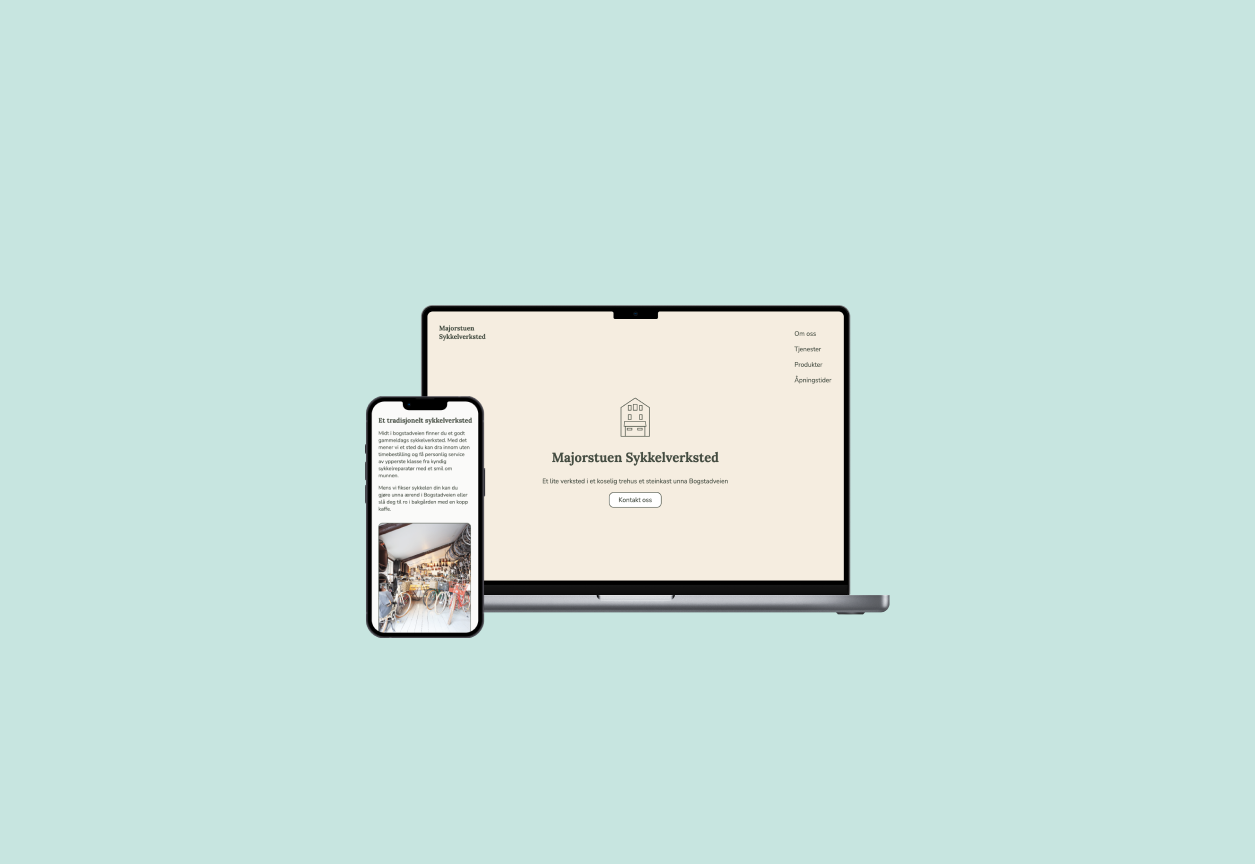 Majorstuen
Sykkelverksted
Om oss
Tjenester
Produkter
Åpningstider
Majorstuen Sykkelverksted
Et lite verksted i et koselig trehus et steinkast unna Bogstadveien
Kontakt oss
Et tradisjonelt sykkelverksted
Midt i bogstadveien finner du et godt
gammeldags sykkelverksted. Med det
mener vi et sted du kan dra innom uten
timebestilling og få personlig service
av ypperste klasse fra kyndig
sykkelreparatør med et smil om
munnen.
Mens vi fikser sykkelen din kan du
gjøre unna ærend i Bogstadveien eller
slå deg til ro i bakgården med en kopp
kaffe.